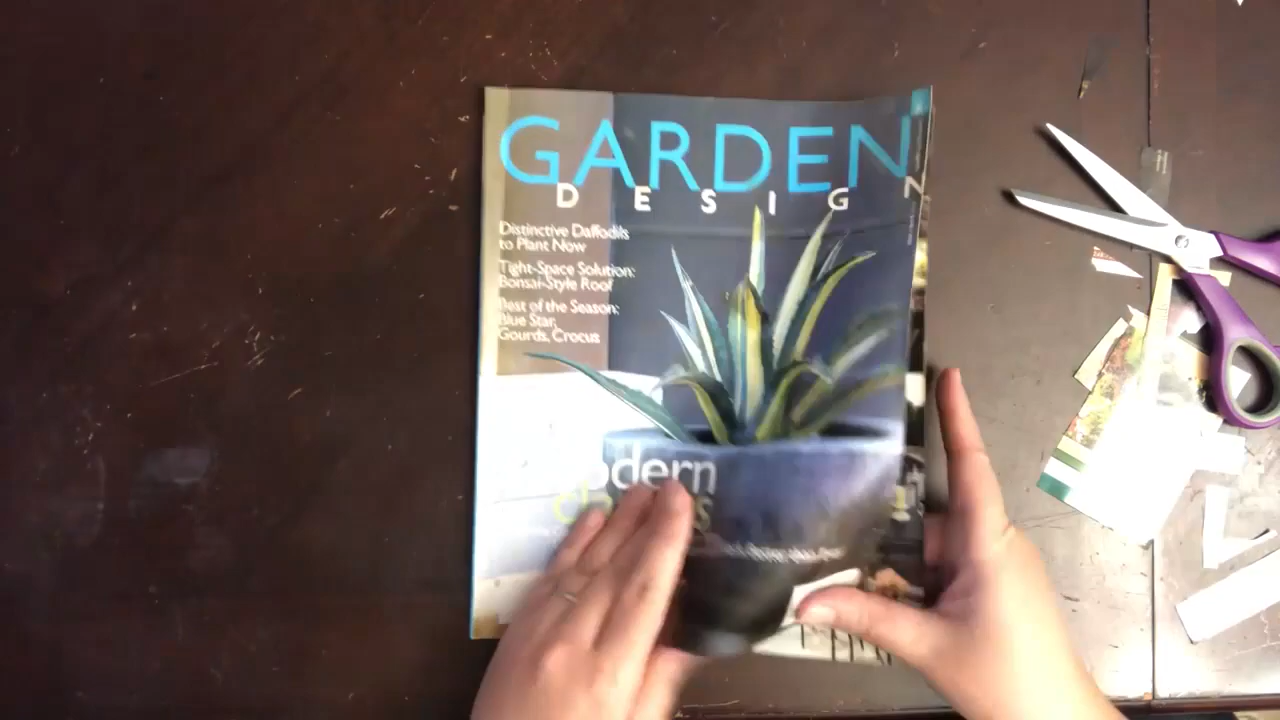 GARDEN
DESIGN
Distinctive Daffodils
to Plant Now
Tight-Space Solution:
Bonsai-Style Roof
Best of the Season:
Blue Star,
Gourds, Crocus
odern